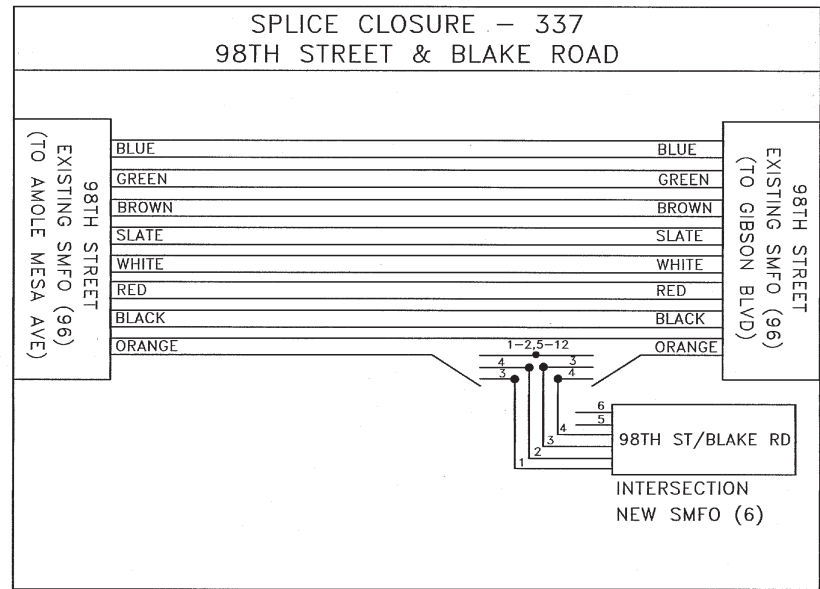 SPLICE CLOSURE – 337
98TH STREET & BLAKE ROAD
98TH STREET
EXISTING SMFO (96)
(TO AMOLE MESA AVE)
98TH STREET
EXISTING SMFO (96)
(TO GIBSON BLVD)
BLUE BLUE
GREEN GREEN
BROWN BROWN
SLATE SLATE
WHITE WHITE
RED RED
BLACK BLACK
ORANGE ORANGE
1-2,5-12
4 3
3 4
6
5
4
3
2
1
98TH ST/BLAKE RD
INTERSECTION
NEW SMFO (6)